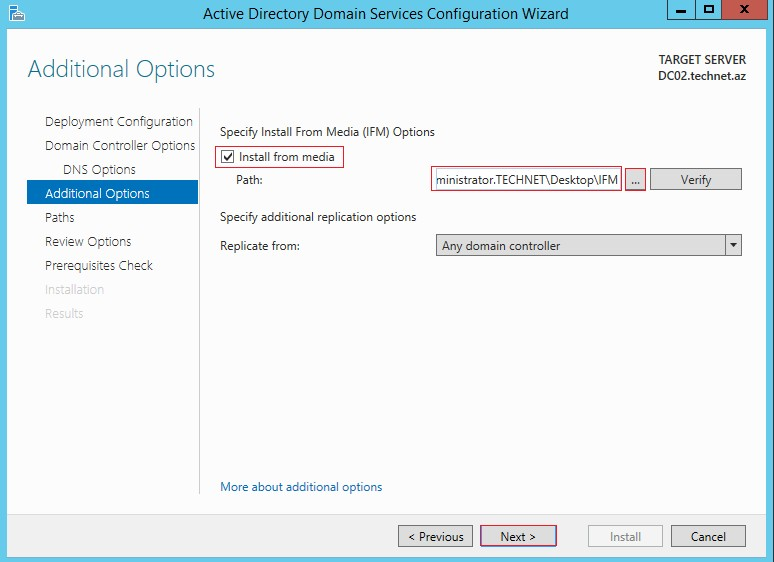 Active Directory Domain Services Configuration Wizard
Additional Options
TARGET SERVER
DC02.technet.az
Deployment Configuration
Domain Controller Options
DNS Options
Additional Options
Paths
Review Options
Prerequisites Check
Installation
Results
Specify Install From Media (IFM) Options
Install from media
Path: ministrator.TECHNET\Desktop\IFM ... Verify
Specify additional replication options
Replicate from: Any domain controller
More about additional options
< Previous Next > Install Cancel